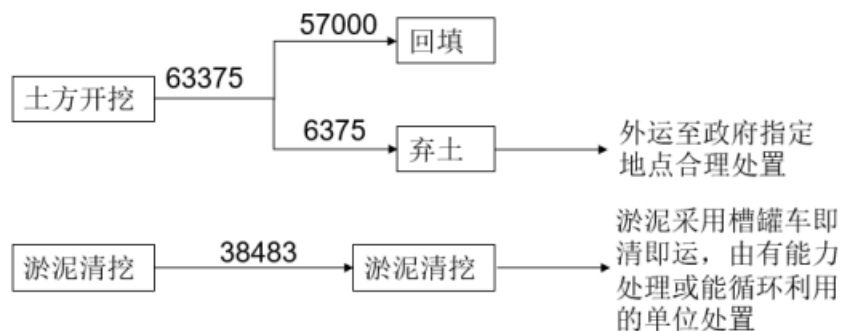 57000
回填
土方开挖
63375
6375
弃土
外运至政府指定
地点合理处置
淤泥清挖
38483
淤泥清挖
淤泥采用槽罐车即
清即运，由有能力
处理或能循环利用
的单位处置